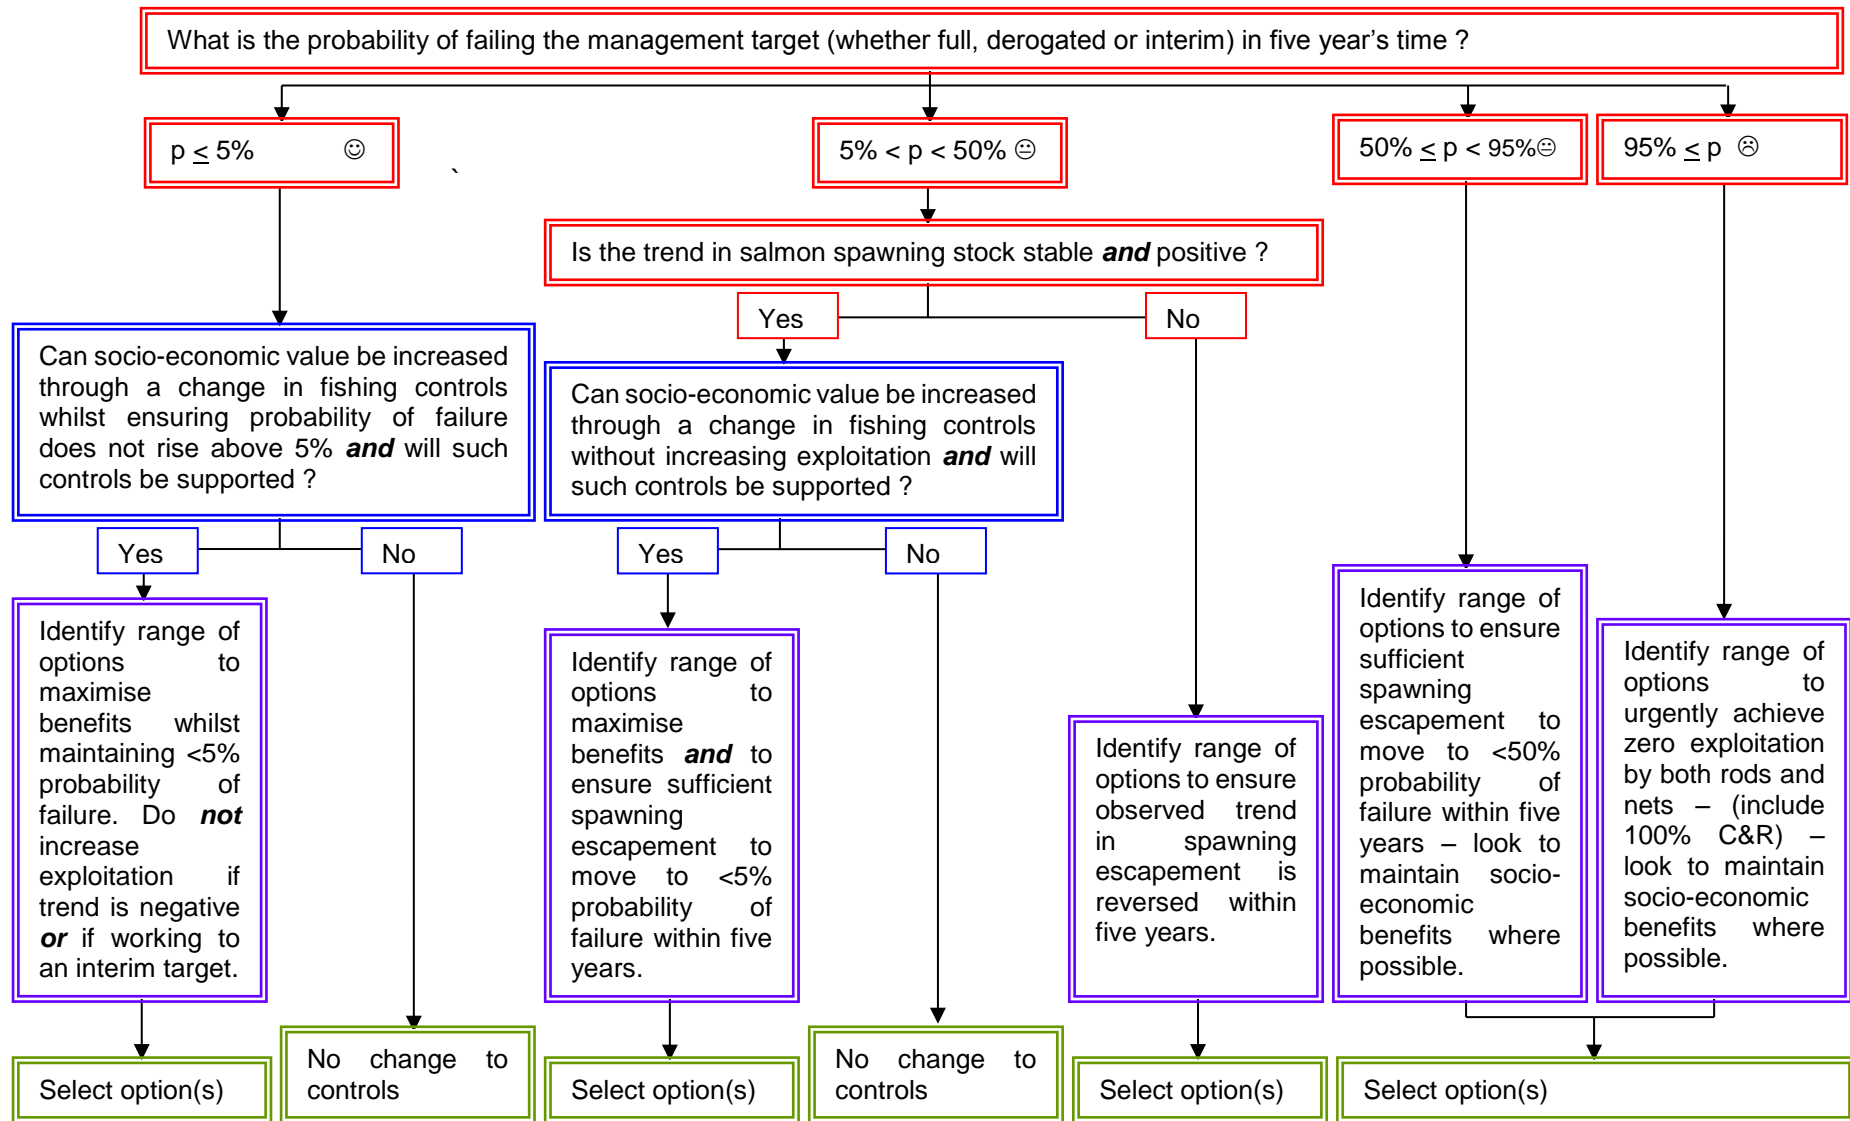 What is the probability of failing the management target (whether full, derogated or interim) in five year's time ?
p ≤ 5% ☺
5% < p < 50% 😐
50% ≤ p < 95%😐
95% ≤ p ☹
`
Is the trend in salmon spawning stock stable and positive ?
Yes
No
Can socio-economic value be increased
through a change in fishing controls
whilst ensuring probability of failure
does not rise above 5% and will such
controls be supported ?
Can socio-economic value be increased
through a change in fishing controls
without increasing exploitation and will
such controls be supported ?
Yes
No
Yes
No
Identify range of
options to
maximise
benefits whilst
maintaining <5%
probability of
failure. Do not
increase
exploitation if
trend is negative
or if working to
an interim target.
Identify range of
options to
maximise
benefits and to
ensure sufficient
spawning
escapement to
move to <5%
probability of
failure within five
years.
Identify range of
options to ensure
observed trend
in spawning
escapement is
reversed within
five years.
Identify range of
options to ensure
sufficient
spawning
escapement to
move to <50%
probability of
failure within five
years – look to
maintain socio-
economic
benefits where
possible.
Identify range of
options to
urgently achieve
zero exploitation
by both rods and
nets – (include
100% C&R) –
look to maintain
socio-economic
benefits where
possible.
Select option(s)
No change to
controls
Select option(s)
No change to
controls
Select option(s)
Select option(s)